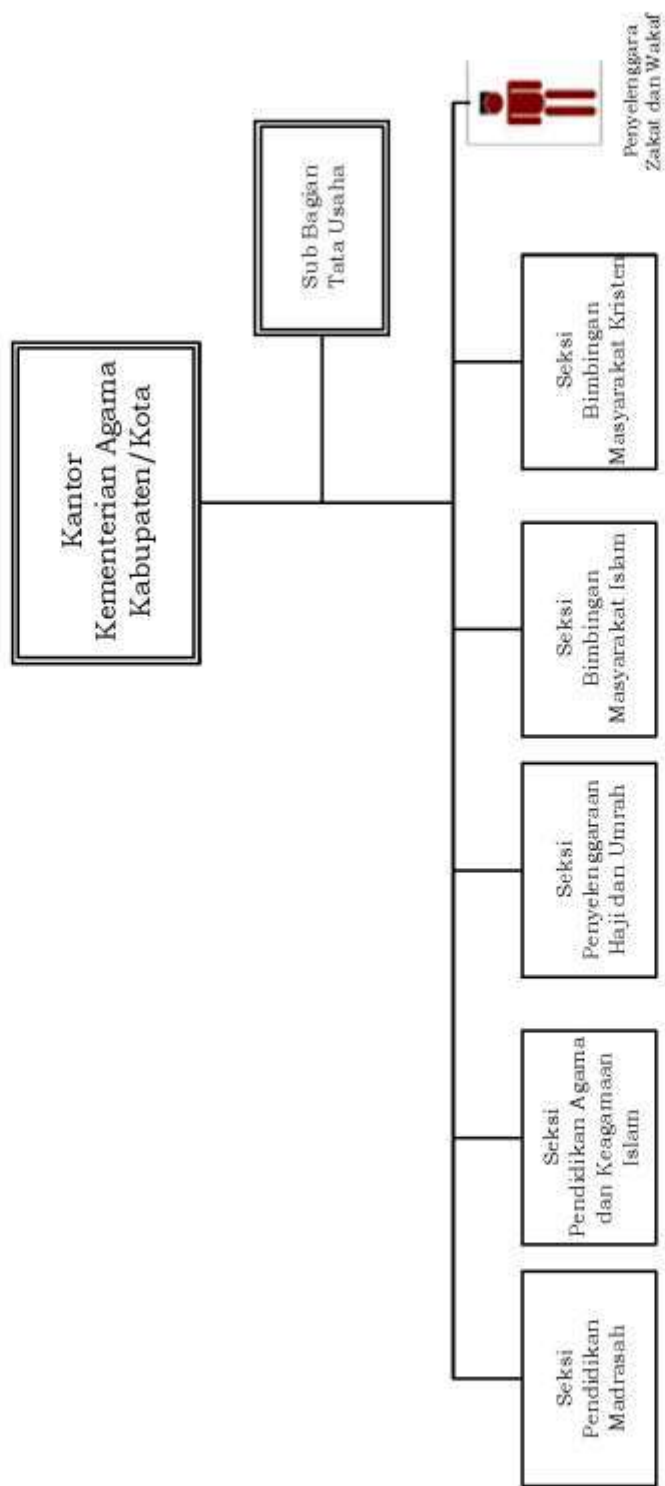 Kantor
Kementerian Agama
Kabupaten/Kota
Sub Bagian
Tata Usaha
Seksi
Pendidikan
Madrasah
Seksi
Pendidikan Agama
dan Keagamaan
Islam
Seksi
Penyelenggaraan
Haji dan Umrah
Seksi
Bimbingan
Masyarakat Islam
Seksi
Bimbingan
Masyarakat Kristen
Penyelenggara
Zakat dan Wakaf